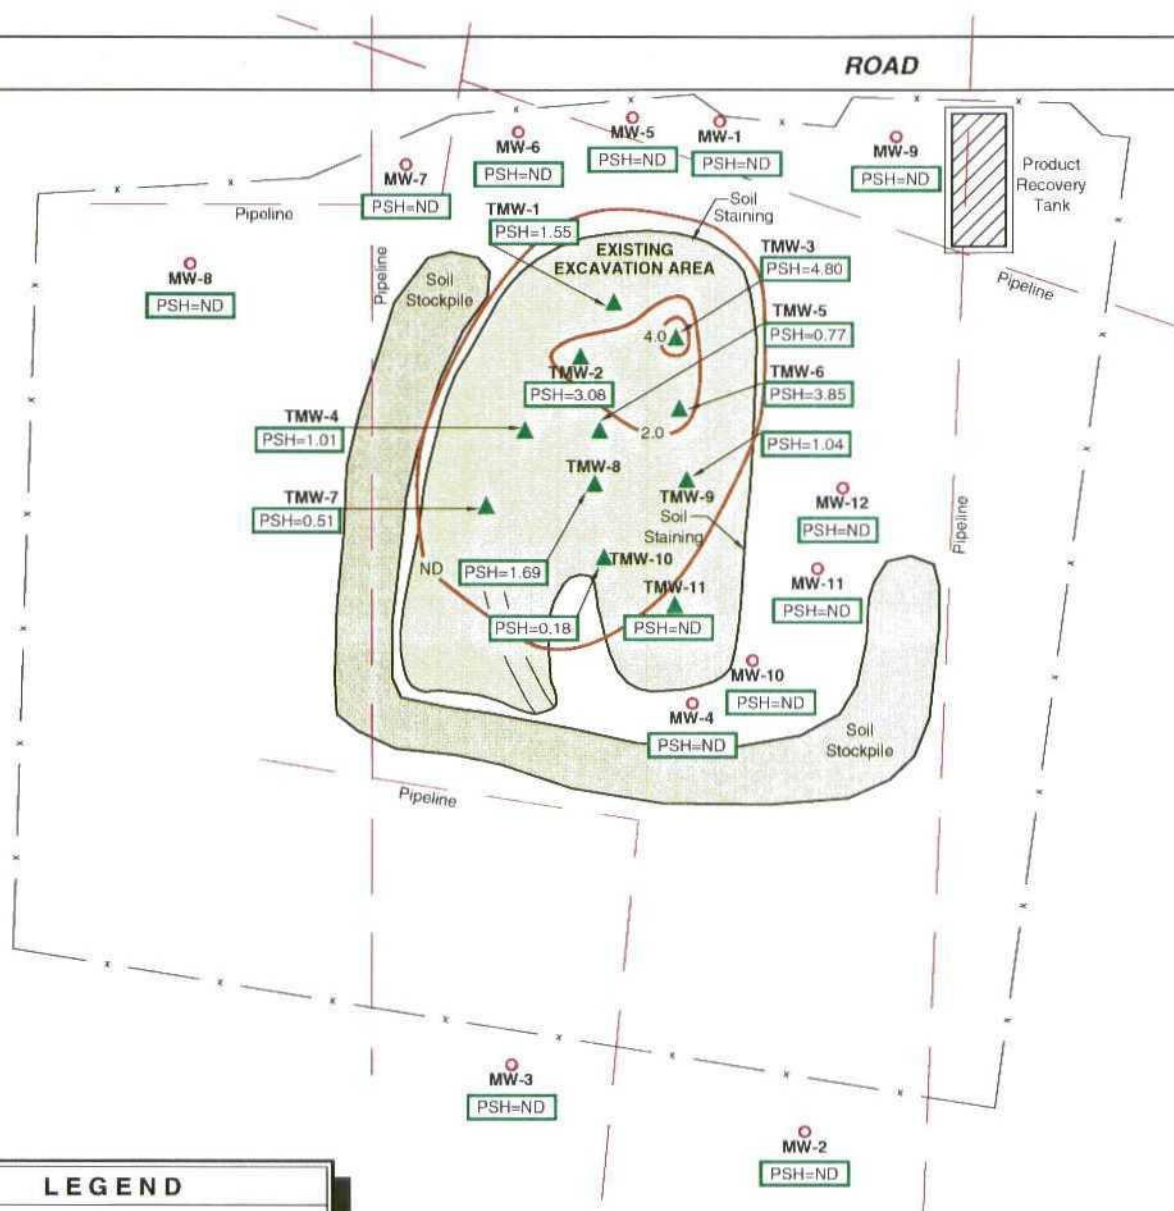 ROAD
MW-5
PSH=ND
MW-1
PSH=ND
MW-6
PSH=ND
MW-9
PSH=ND
MW-7
PSH=ND
Product
Recovery
Tank
Pipeline
TMW-1
PSH=1.55
Soil
Staining
EXISTING
EXCAVATION AREA
TMW-3
PSH=4.80
MW-8
PSH=ND
Pipeline
Soil
Stockpile
Pipeline
TMW-5
PSH=0.77
4.0
TMW-2
PSH=3.08
TMW-6
PSH=3.85
TMW-4
PSH=1.01
2.0
PSH=1.04
TMW-8
TMW-9
TMW-7
PSH=0.51
Soil
Staining
MW-12
PSH=ND
Pipeline
ND
PSH=1.69
TMW-10
MW-11
PSH=ND
TMW-11
PSH=ND
PSH=0.18
MW-10
PSH=ND
MW-4
PSH=ND
Soil
Stockpile
Pipeline
MW-3
PSH=ND
MW-2
PSH=ND
LEGEND